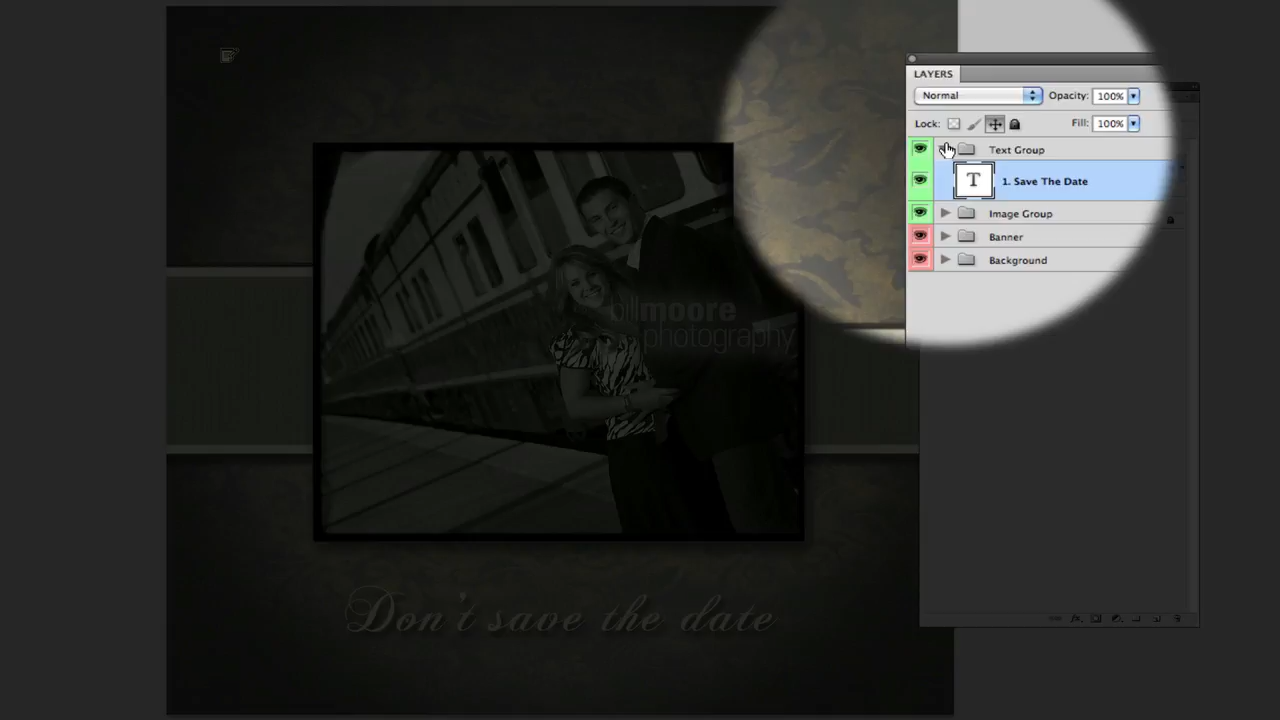 LAYERS
Normal Opacity: 100%
Lock: Fill: 100%
Text Group
T 1. Save The Date
Image Group
Banner
Background
billmoore
photography
Don't save the date